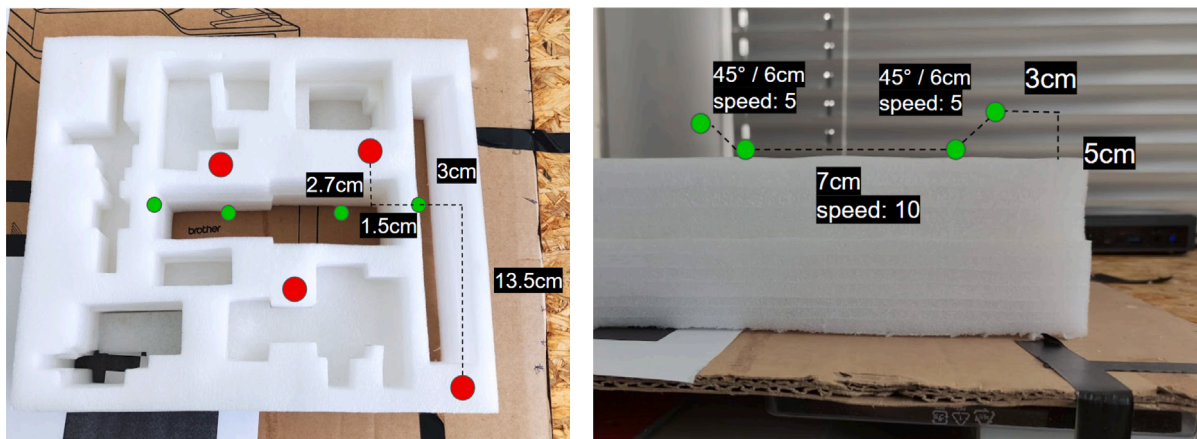 2.7cm
3cm
1.5cm
brother
13.5cm
45° / 6cm
speed: 5
45° / 6cm
speed: 5
3cm
5cm
7cm
speed: 10